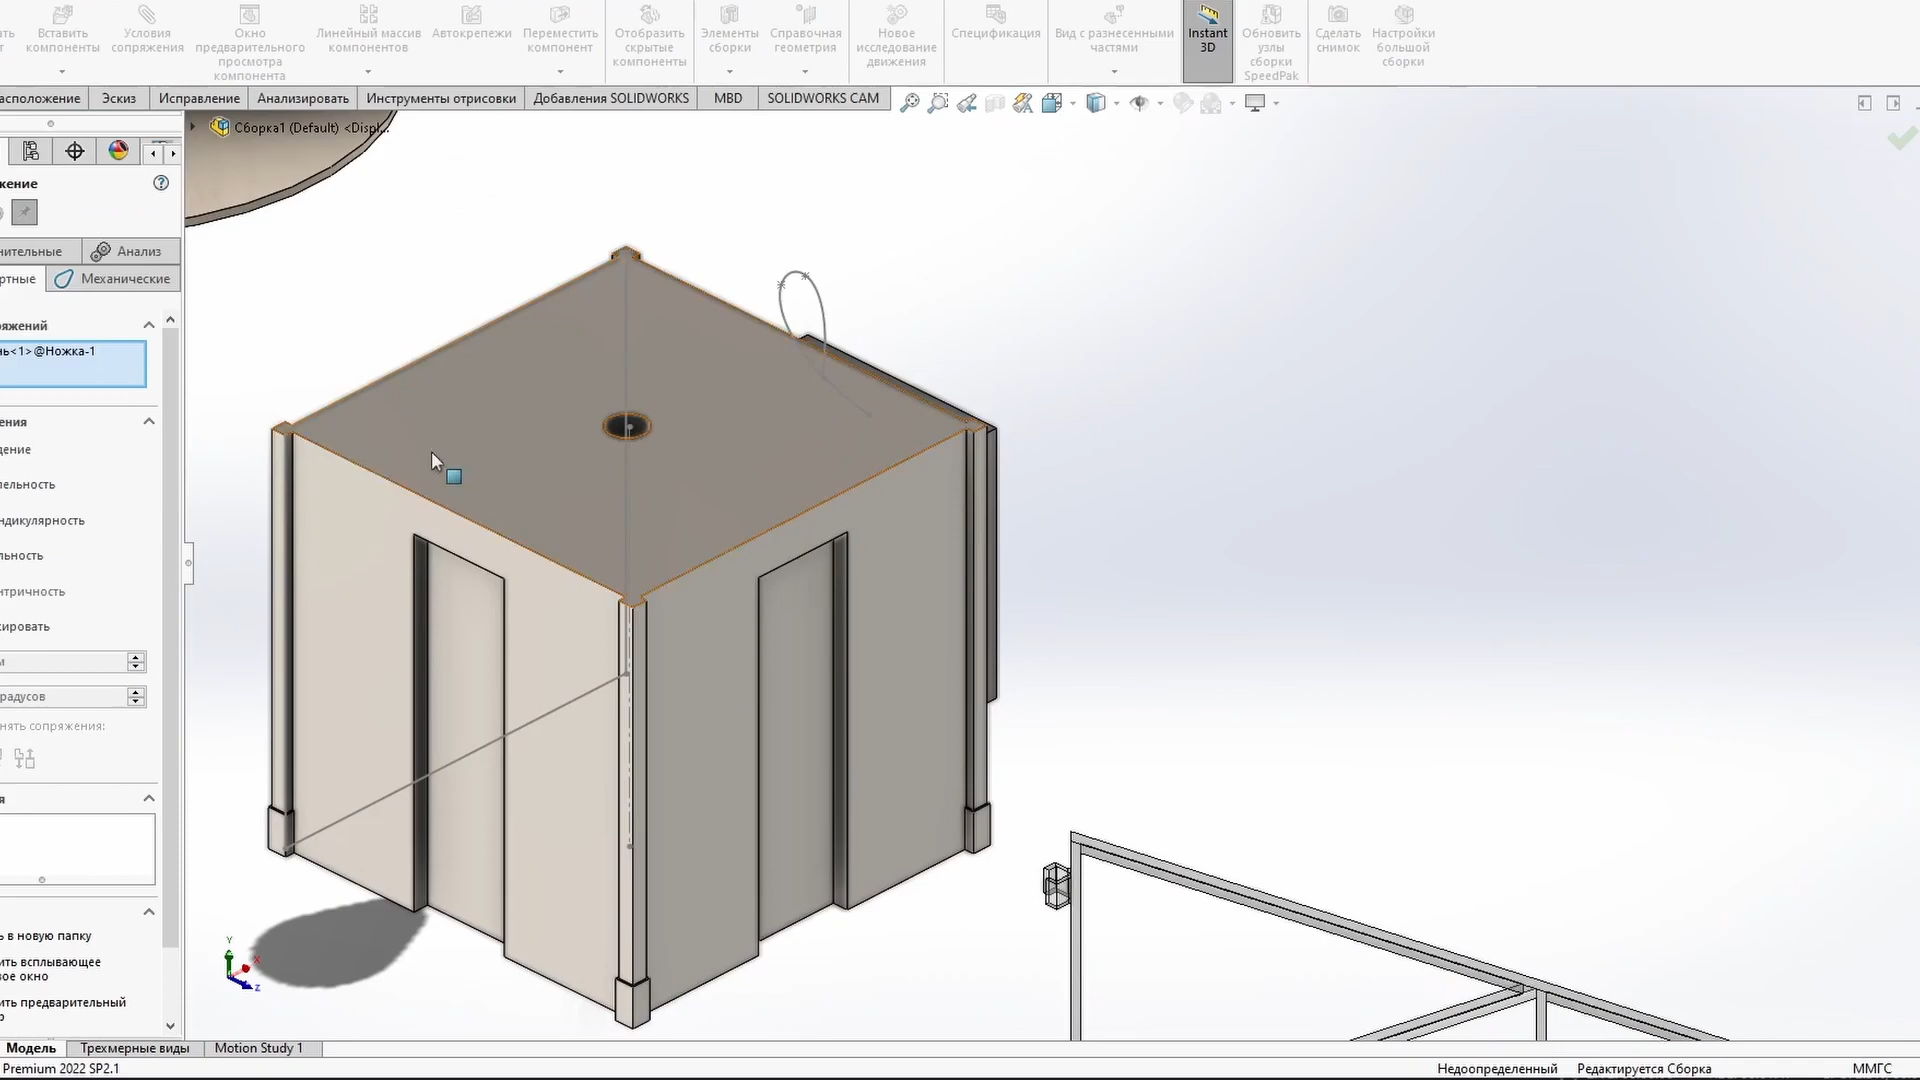 Вставить компоненты
Условия сопряжения
Окно предварительного просмотра компонента
Линейный массив компонентов
Автокрепежи
Переместить компонент
Отобразить скрытые компоненты
Элементы сборки
Справочная геометрия
Новое исследование движения
Спецификация
Вид с разнесенными частями
Instant 3D
Обновить узлы сборки SpeedPak
Сделать снимок
Настройки большой сборки
асположение
Эскиз
Исправление
Анализировать
Инструменты отрисовки
Добавления SOLIDWORKS
MBD
SOLIDWORKS CAM
Сборка1 (Default) <Displ...
жение
нительные
Анализ
ртные
Механические
ряжений
нь<1>@Ножка-1
ения
дение
лельность
ндикулярность
льность
нтричность
кировать
м
радусов
нять сопряжения:
я
ь в новую папку
ить всплывающее
вое окно
ить предварительный
р
Y
X
Z
Модель
Трехмерные виды
Motion Study 1
Premium 2022 SP2.1
Недоопределенный
Редактируется Сборка
ММГС